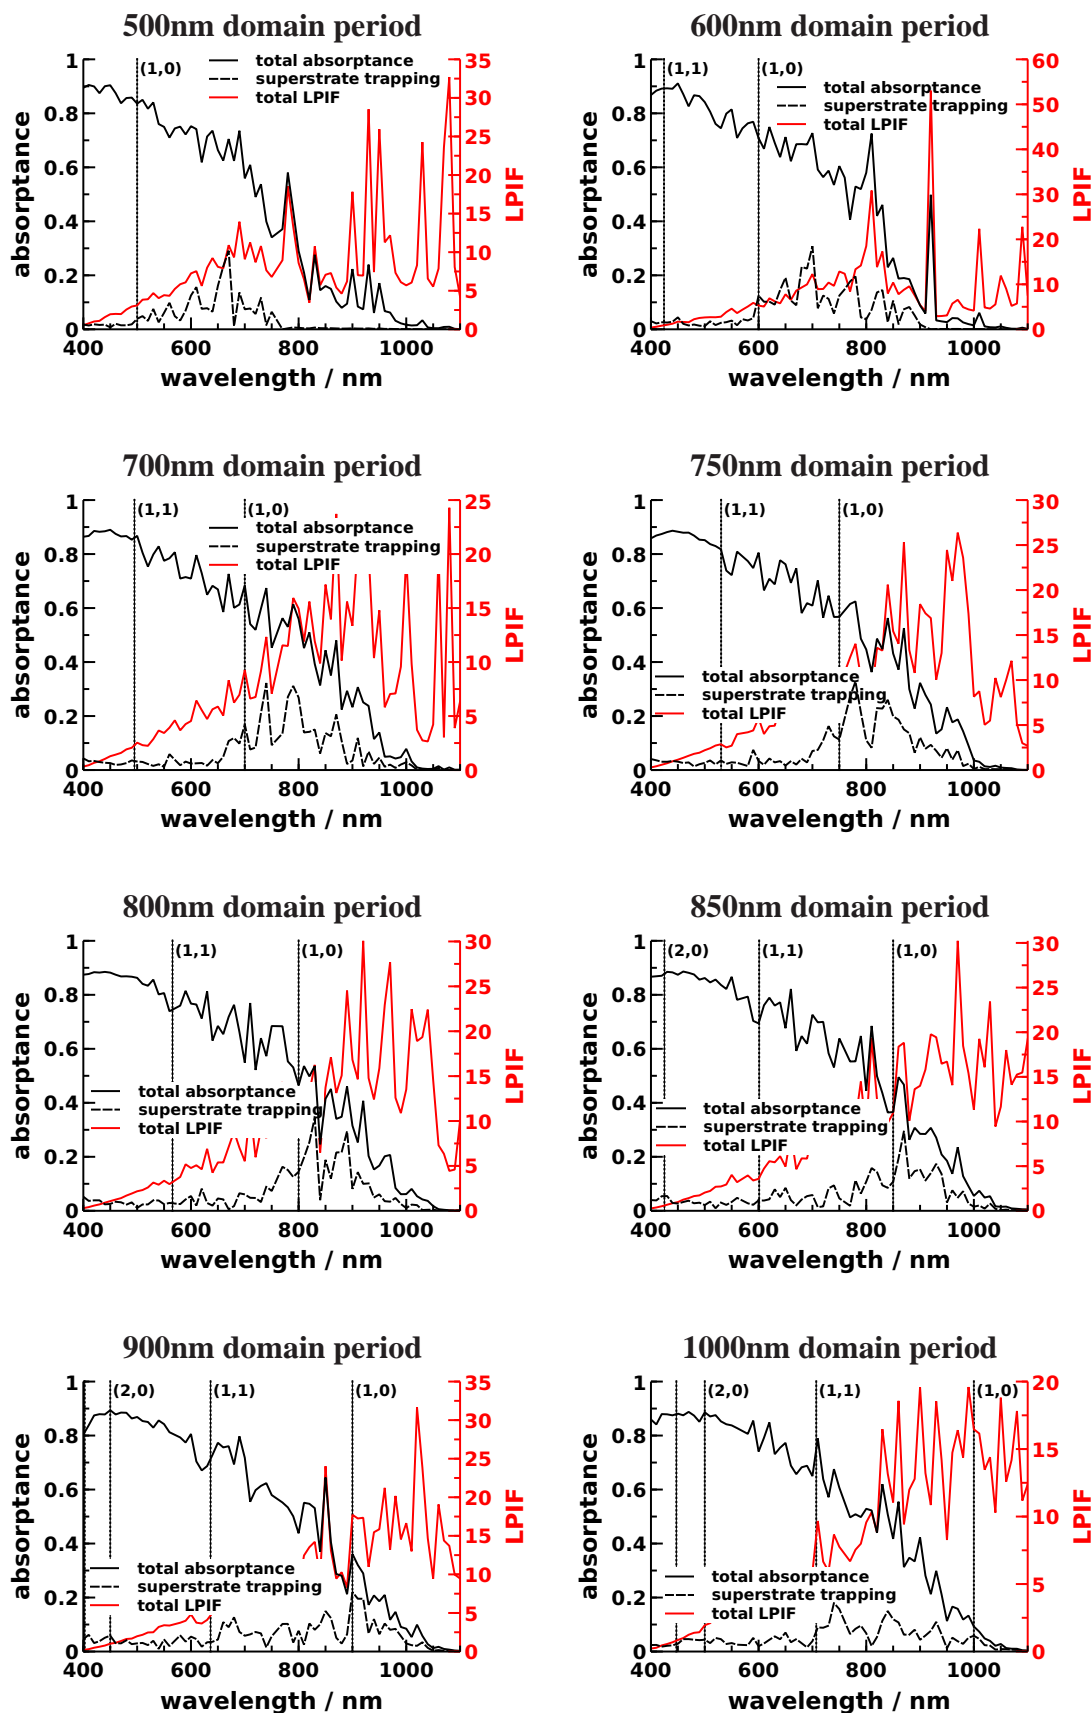 500nm domain period
(1,0)
total absorptance
superstrate trapping
total LPIF
absorptance
LPIF
1
0.8
0.6
0.4
0.2
0
35
30
25
20
15
10
5
0
400 600 800 1000
wavelength / nm
600nm domain period
(1,1) (1,0)
total absorptance
superstrate trapping
total LPIF
absorptance
LPIF
1
0.8
0.6
0.4
0.2
0
60
50
40
30
20
10
0
400 600 800 1000
wavelength / nm
700nm domain period
(1,1) (1,0)
total absorptance
superstrate trapping
total LPIF
absorptance
LPIF
1
0.8
0.6
0.4
0.2
0
25
20
15
10
5
0
400 600 800 1000
wavelength / nm
750nm domain period
(1,1) (1,0)
total absorptance
superstrate trapping
total LPIF
absorptance
LPIF
1
0.8
0.6
0.4
0.2
0
30
25
20
15
10
5
0
400 600 800 1000
wavelength / nm
800nm domain period
(1,1) (1,0)
total absorptance
superstrate trapping
total LPIF
absorptance
LPIF
1
0.8
0.6
0.4
0.2
0
30
25
20
15
10
5
0
400 600 800 1000
wavelength / nm
850nm domain period
(2,0) (1,1) (1,0)
total absorptance
superstrate trapping
total LPIF
absorptance
LPIF
1
0.8
0.6
0.4
0.2
0
30
25
20
15
10
5
0
400 600 800 1000
wavelength / nm
900nm domain period
(2,0) (1,1) (1,0)
total absorptance
superstrate trapping
total LPIF
absorptance
LPIF
1
0.8
0.6
0.4
0.2
0
35
30
25
20
15
10
5
0
400 600 800 1000
wavelength / nm
1000nm domain period
(2,0) (1,1) (1,0)
total absorptance
superstrate trapping
total LPIF
absorptance
LPIF
1
0.8
0.6
0.4
0.2
0
20
15
10
5
0
400 600 800 1000
wavelength / nm